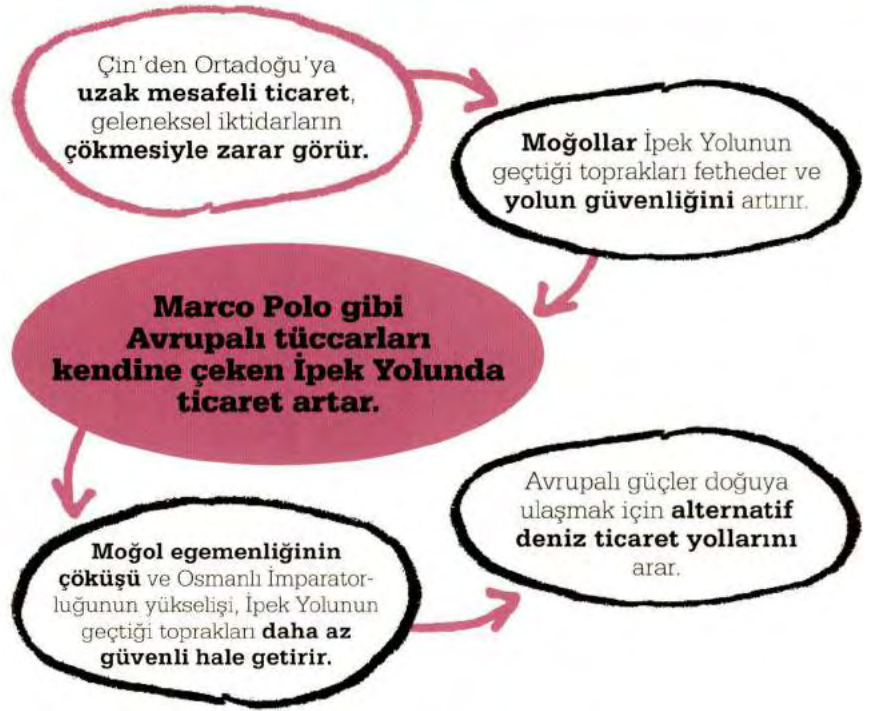 Çin'den Ortadoğu'ya
uzak mesafeli ticaret,
geleneksel iktidarların
çökmesiyle zarar görür.
Moğollar İpek Yolunun
geçtiği toprakları fetheder ve
yolun güvenliğini artırır.
Marco Polo gibi
Avrupalı tüccarları
kendine çeken İpek Yolunda
ticaret artar.
Moğol egemenliğinin
çöküşü ve Osmanlı İmparator-
luğunun yükselişi, İpek Yolunun
geçtiği toprakları daha az
güvenli hale getirir.
Avrupalı güçler doğuya
ulaşmak için alternatif
deniz ticaret yollarını
arar.